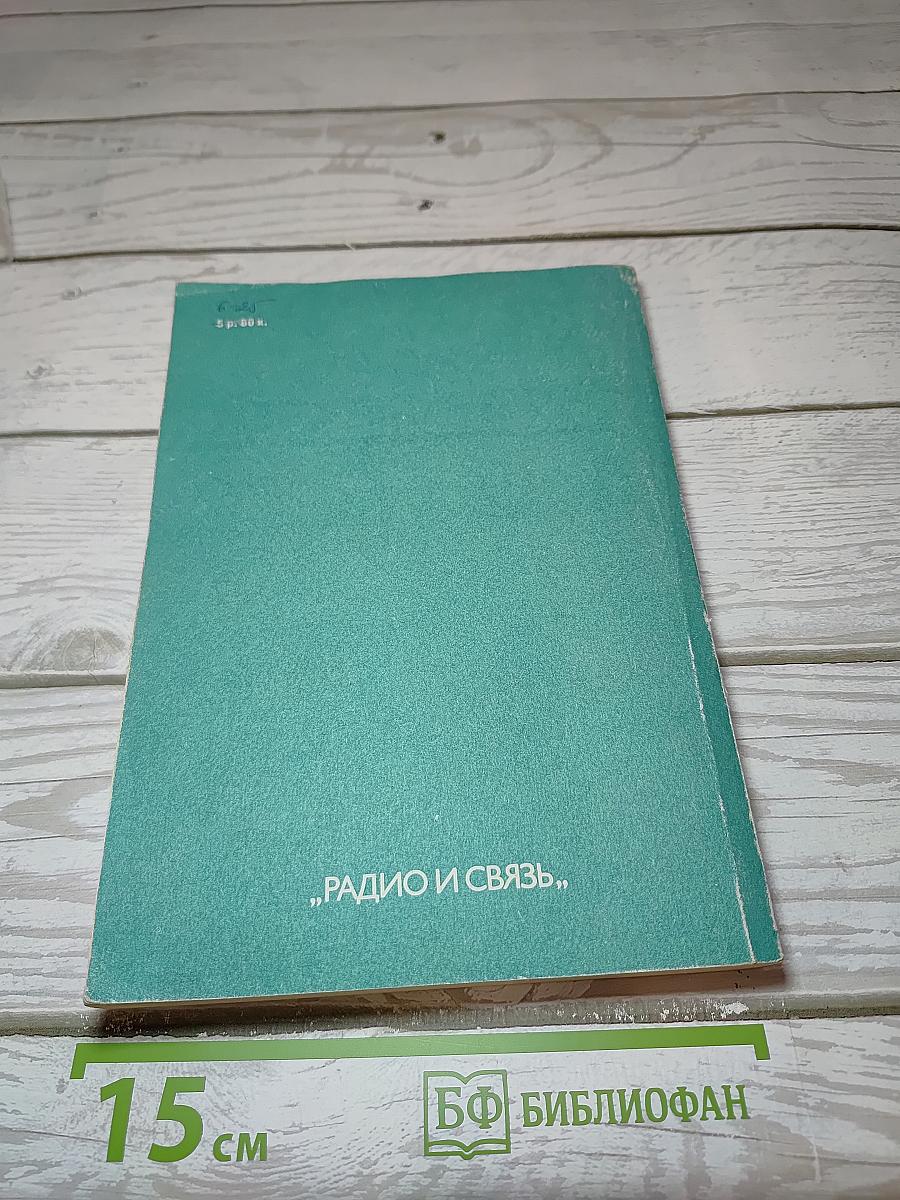 5 р. 80 к.
„РАДИО И СВЯЗЬ„
15 см
БФ БИБЛИОФАН